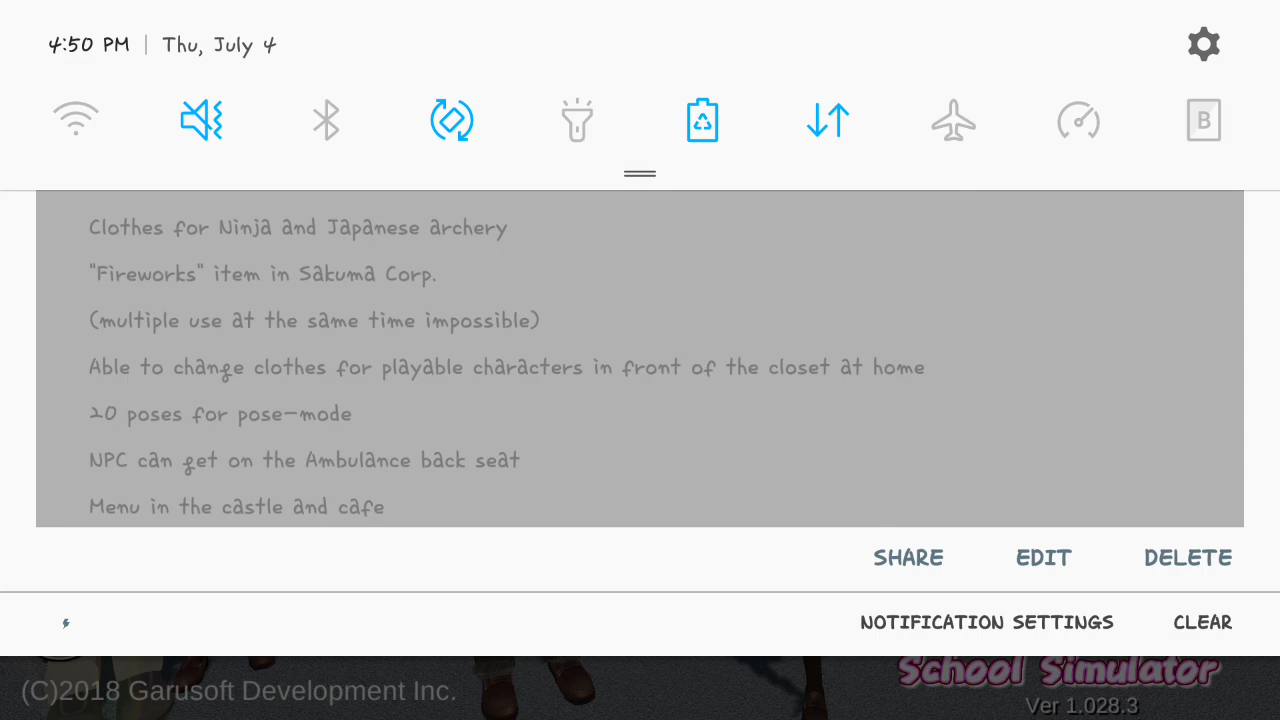 4:50 PM | Thu, July 4
B
Clothes for Ninja and Japanese archery
"Fireworks" item in Sakuma Corp.
(multiple use at the same time impossible)
Able to change clothes for playable characters in front of the closet at home
20 poses for pose-mode
NPC can get on the Ambulance back seat
Menu in the castle and cafe
SHARE EDIT DELETE
NOTIFICATION SETTINGS CLEAR
School Simulator
(C)2018 Garusoft Development Inc.
Ver 1.028.3